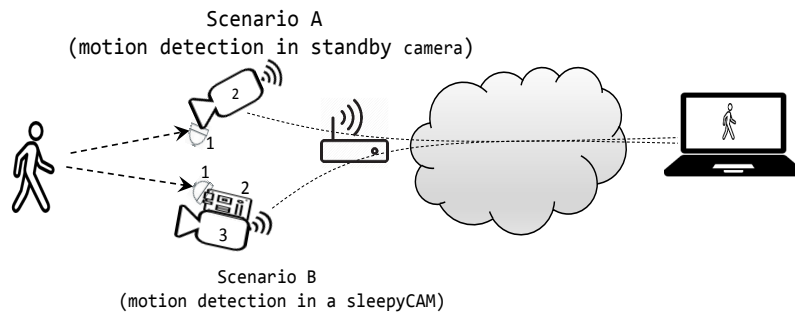 Scenario A
(motion detection in standby camera)
2
1
1
2
3
Scenario B
(motion detection in a sleepyCAM)